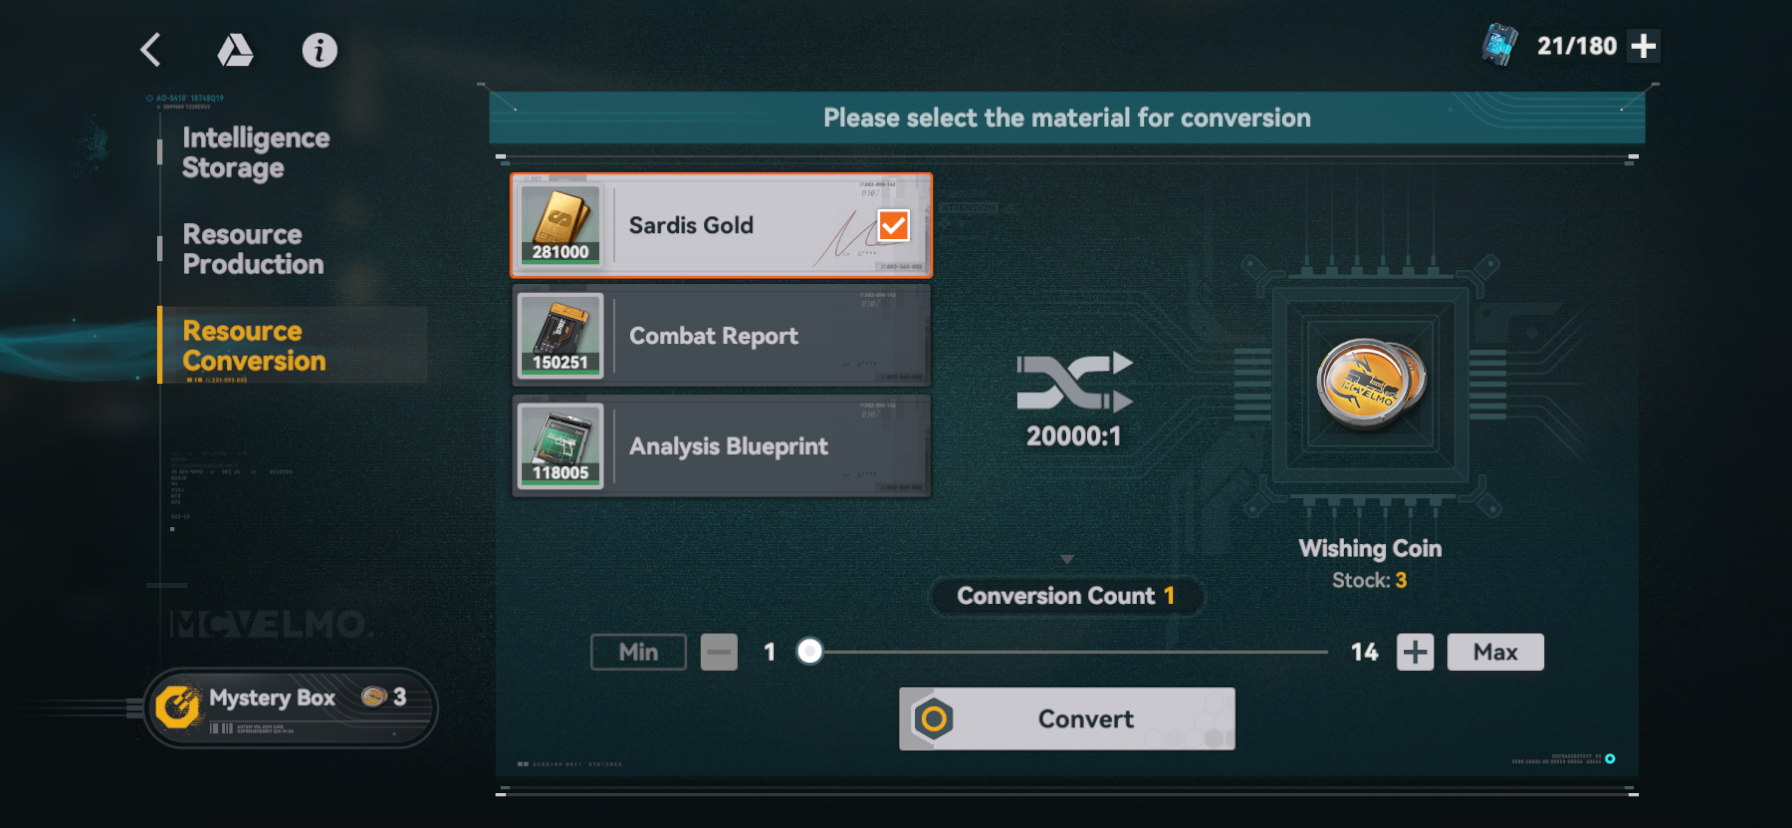 21/180
Intelligence
Storage
Resource
Production
Resource
Conversion
Please select the material for conversion
281000
Sardis Gold
150251
Combat Report
118005
Analysis Blueprint
20000:1
MCVELMO
Wishing Coin
Stock: 3
Conversion Count 1
Min
1
14
Max
Convert
MCVELMO.
Mystery Box
3